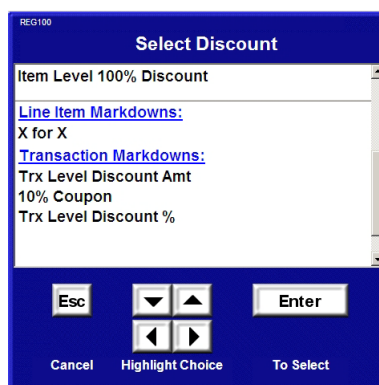 REG100
Select Discount
Item Level 100% Discount
Line Item Markdowns:
X for X
Transaction Markdowns:
Trx Level Discount Amt
10% Coupon
Trx Level Discount %
Esc
Enter
Cancel
Highlight Choice
To Select